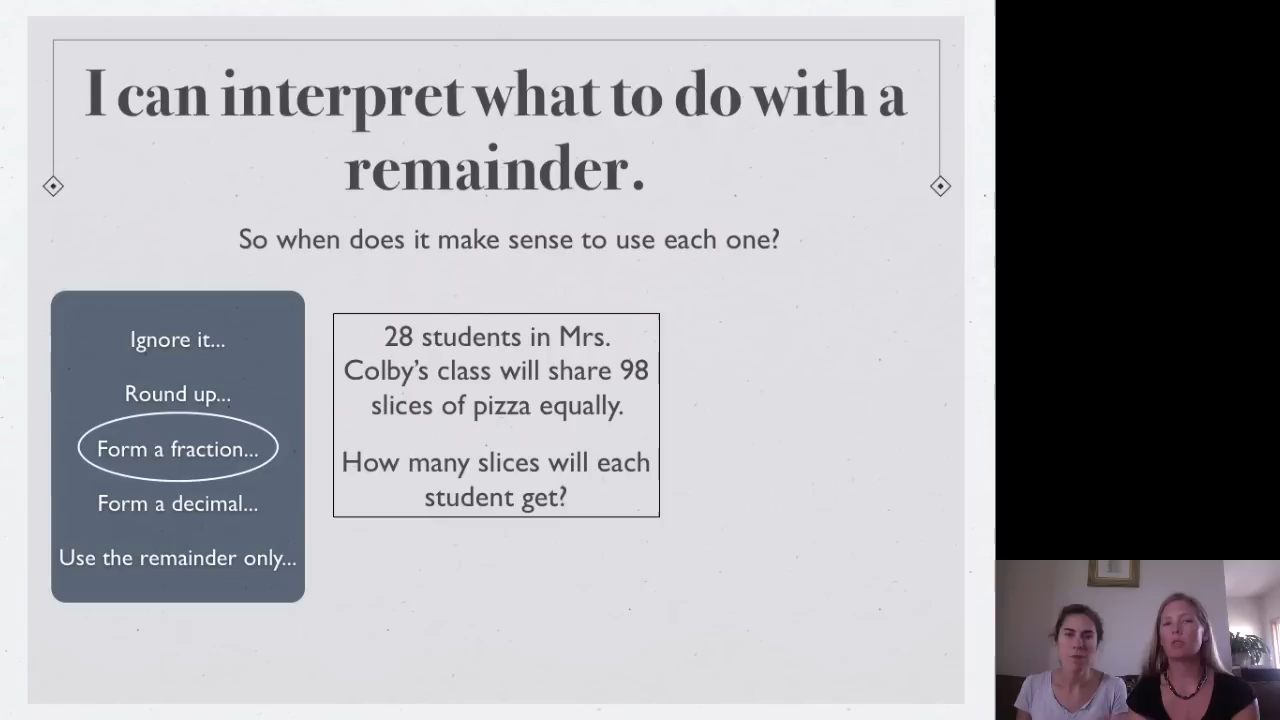 I can interpret what to do with a
remainder.
So when does it make sense to use each one?
Ignore it...
Round up...
Form a fraction...
Form a decimal...
Use the remainder only...
28 students in Mrs.
Colby’s class will share 98
slices of pizza equally.
How many slices will each
student get?